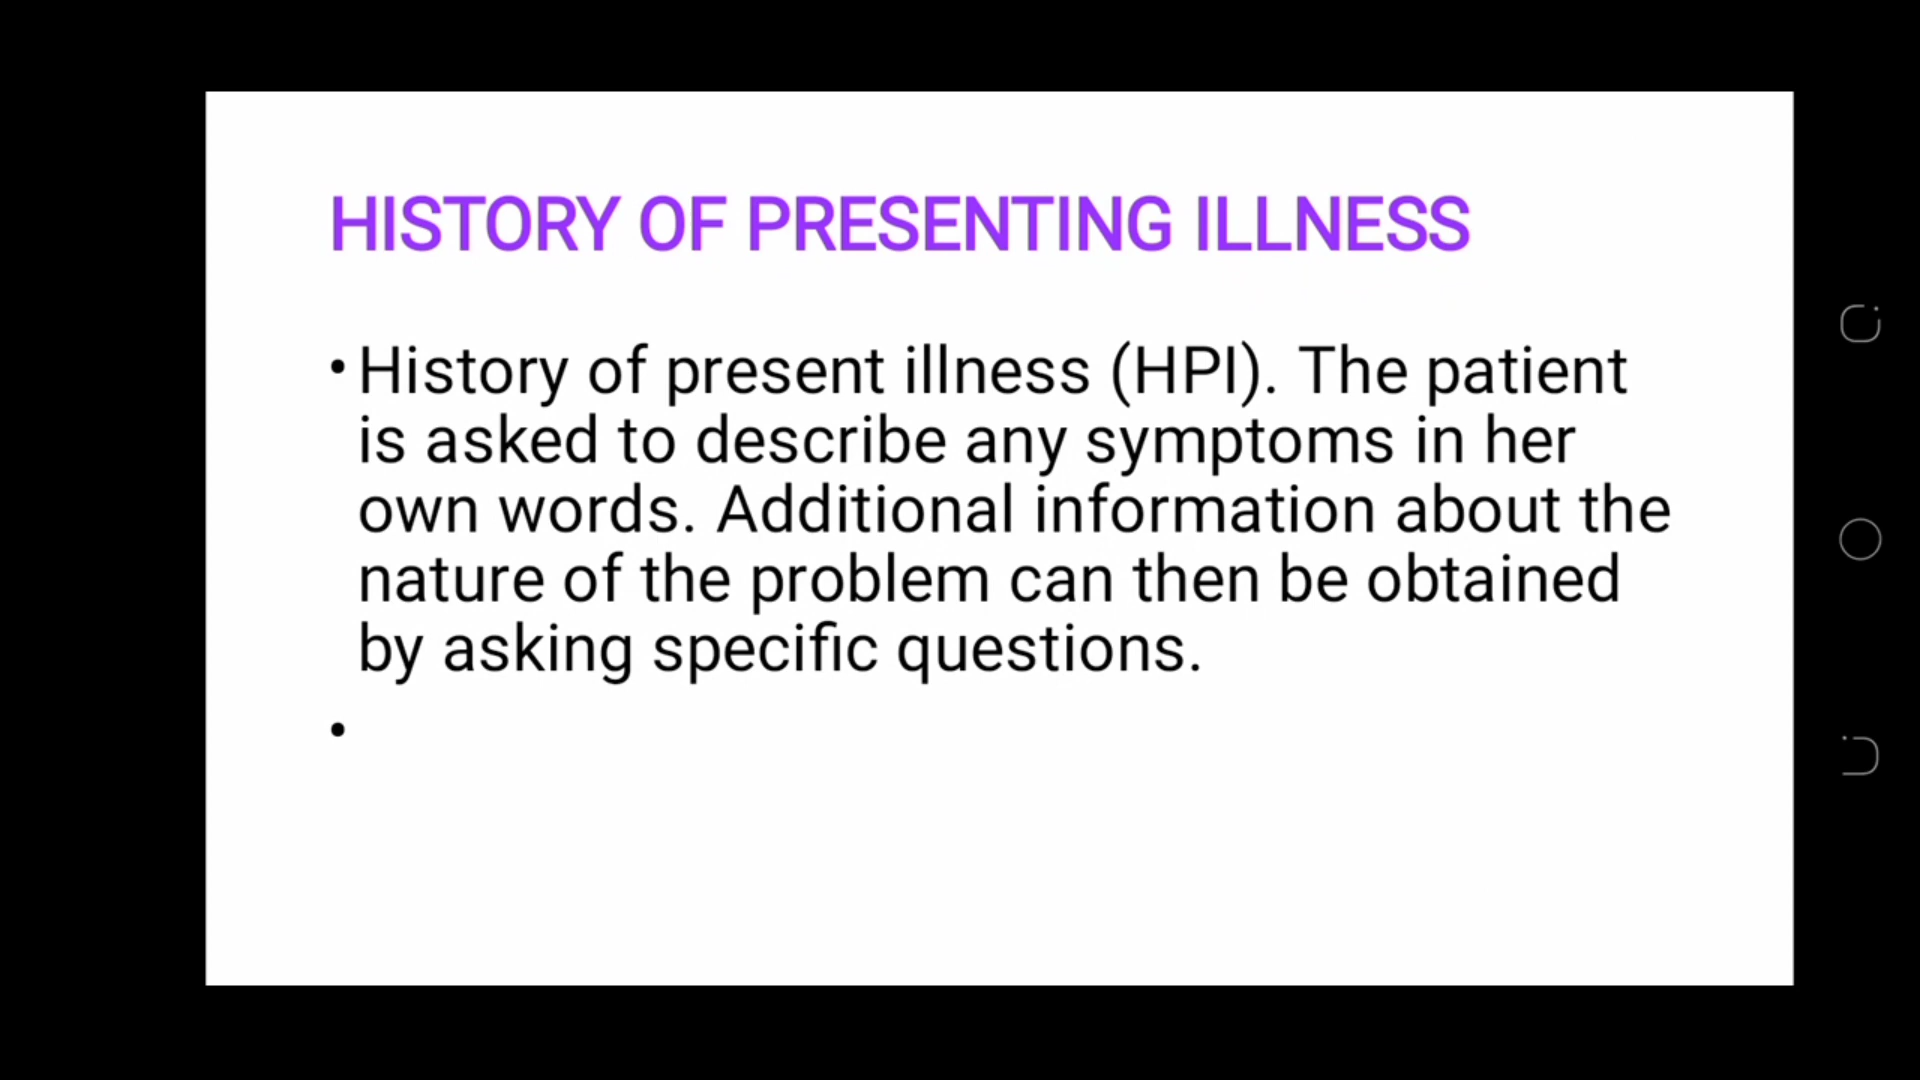 HISTORY OF PRESENTING ILLNESS
• History of present illness (HPI). The patient
is asked to describe any symptoms in her
own words. Additional information about the
nature of the problem can then be obtained
by asking specific questions.
•